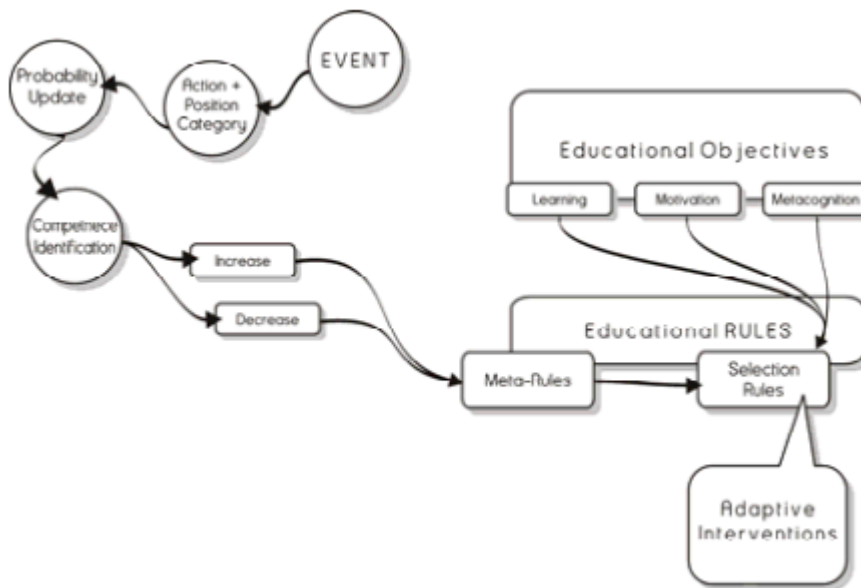 EVENT
Probability
Update
Action +
Position
Category
Competnece
Identification
Increase
Decrease
Educational Objectives
Learning
Motivation
Metacognition
Educational RULES
Meta-Rules
Selection
Rules
Adaptive
Interventions